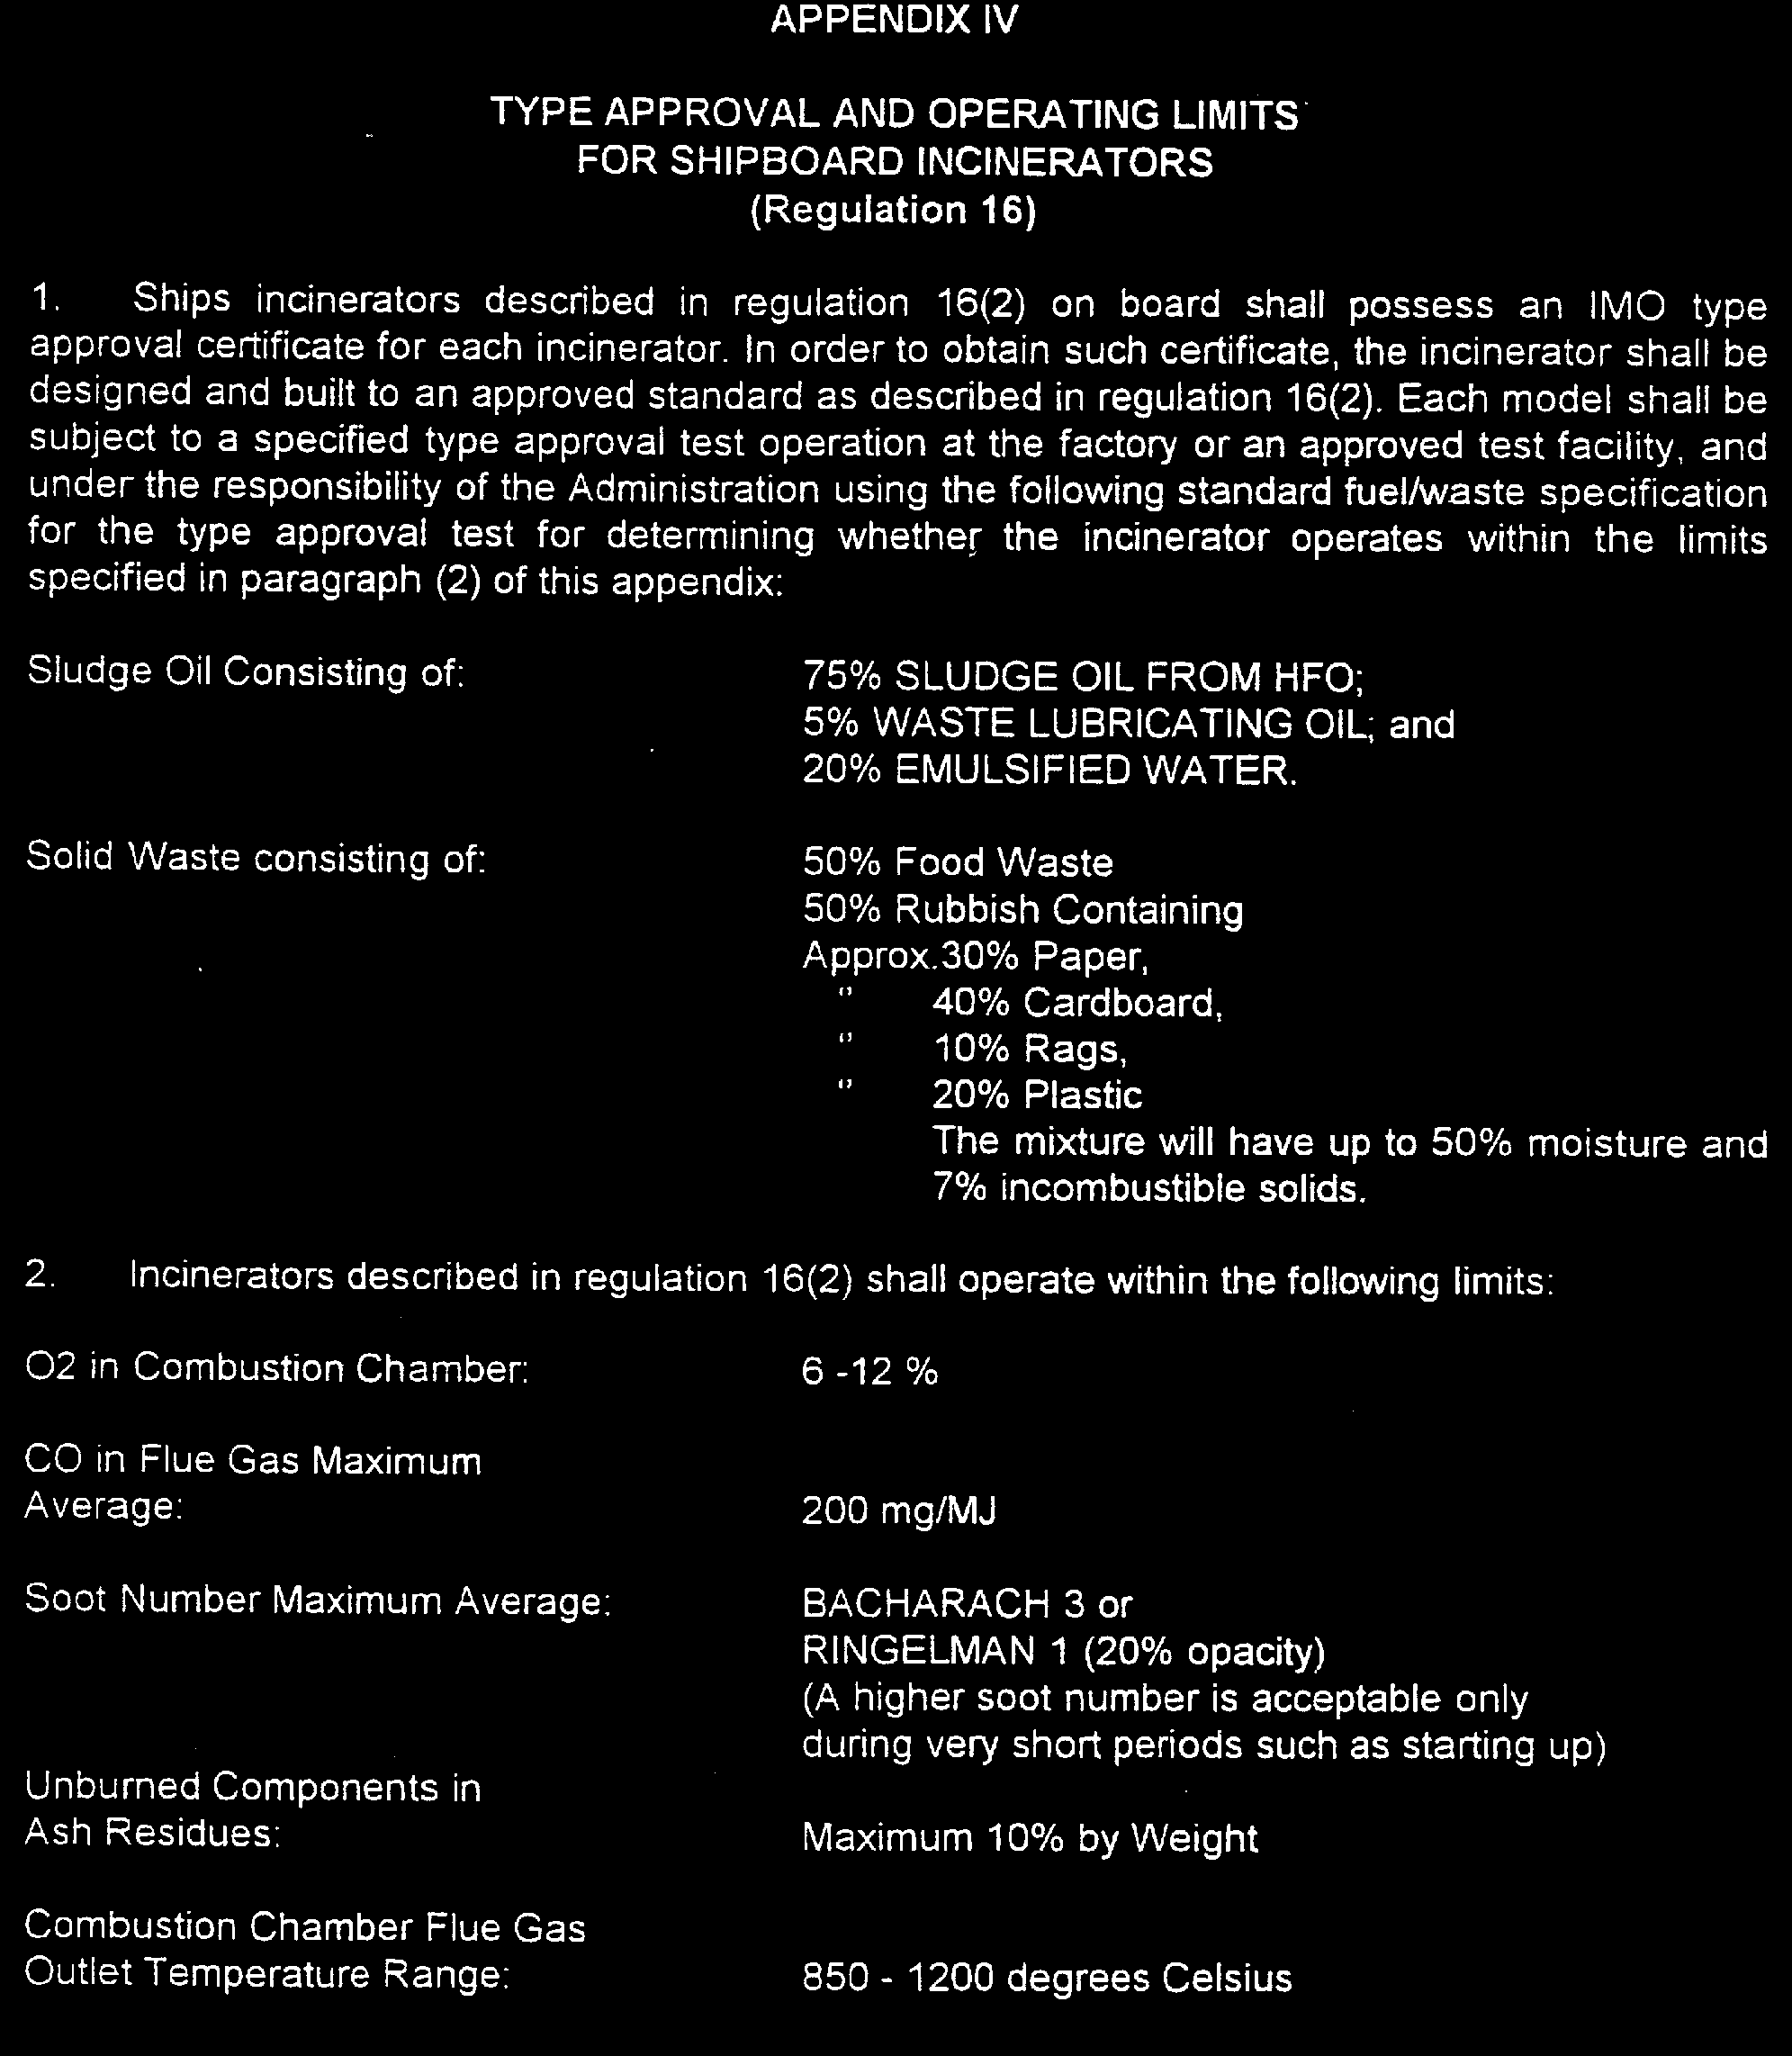 APPENDIX IV
TYPE APPROVAL AND OPERATING LIMITS
FOR SHIPBOARD INCINERATORS
(Regulation 16)
1. Ships incinerators described in regulation 16(2) on board shall possess an IMO type
approval certificate for each incinerator. In order to obtain such certificate, the incinerator shall be
designed and built to an approved standard as described in regulation 16(2). Each model shall be
subject to a specified type approval test operation at the factory or an approved test facility, and
under the responsibility of the Administration using the following standard fuel/waste specification
for the type approval test for determining whether the incinerator operates within the limits
specified in paragraph (2) of this appendix:
Sludge Oil Consisting of: 75% SLUDGE OIL FROM HFO;
5% WASTE LUBRICATING OIL; and
20% EMULSIFIED WATER.
Solid Waste consisting of: 50% Food Waste
50% Rubbish Containing
Approx.30% Paper,
" 40% Cardboard,
" 10% Rags,
" 20% Plastic
The mixture will have up to 50% moisture and
7% incombustible solids.
2. Incinerators described in regulation 16(2) shall operate within the following limits:
O2 in Combustion Chamber: 6 -12 %
CO in Flue Gas Maximum
Average: 200 mg/MJ
Soot Number Maximum Average: BACHARACH 3 or
RINGELMAN 1 (20% opacity)
(A higher soot number is acceptable only
during very short periods such as starting up)
Unburned Components in
Ash Residues: Maximum 10% by Weight
Combustion Chamber Flue Gas
Outlet Temperature Range: 850 - 1200 degrees Celsius